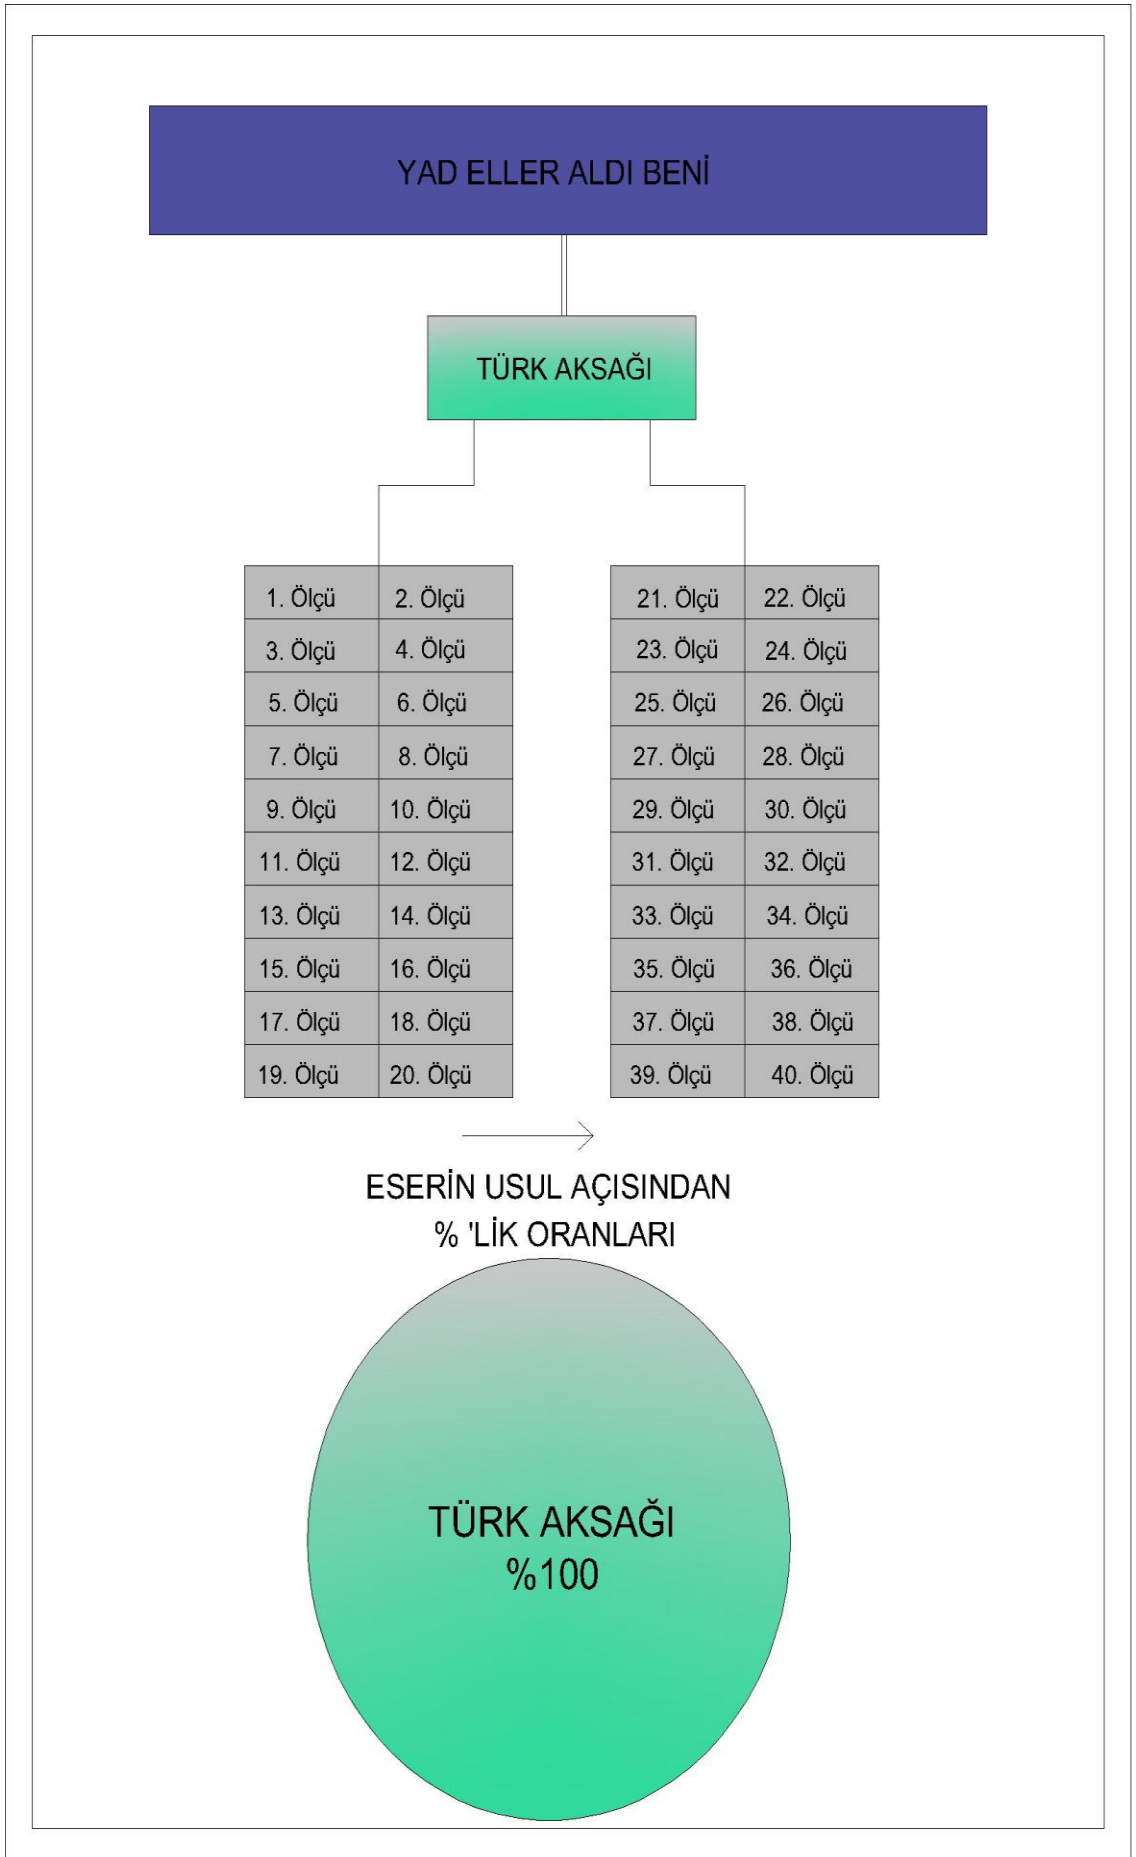 YAD ELLER ALDI BENİ
TÜRK AKSAĞI
1. Ölçü 2. Ölçü
3. Ölçü 4. Ölçü
5. Ölçü 6. Ölçü
7. Ölçü 8. Ölçü
9. Ölçü 10. Ölçü
11. Ölçü 12. Ölçü
13. Ölçü 14. Ölçü
15. Ölçü 16. Ölçü
17. Ölçü 18. Ölçü
19. Ölçü 20. Ölçü
21. Ölçü 22. Ölçü
23. Ölçü 24. Ölçü
25. Ölçü 26. Ölçü
27. Ölçü 28. Ölçü
29. Ölçü 30. Ölçü
31. Ölçü 32. Ölçü
33. Ölçü 34. Ölçü
35. Ölçü 36. Ölçü
37. Ölçü 38. Ölçü
39. Ölçü 40. Ölçü
ESERİN USUL AÇISINDAN
% 'LİK ORANLARI
TÜRK AKSAĞI
%100